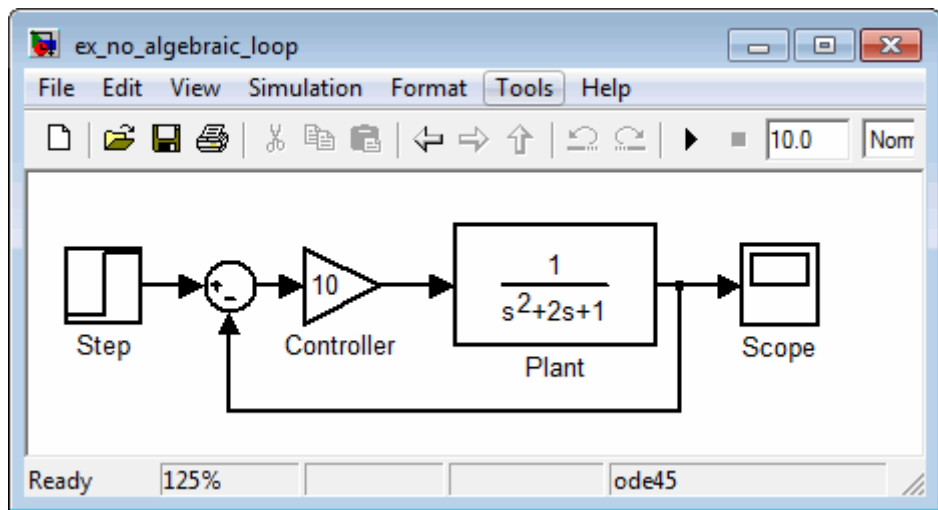 ex_no_algebraic_loop
File Edit View Simulation Format Tools Help
10.0 Norm
+
-
10
1
s²+2s+1
Step
Controller
Plant
Scope
Ready 125% ode45